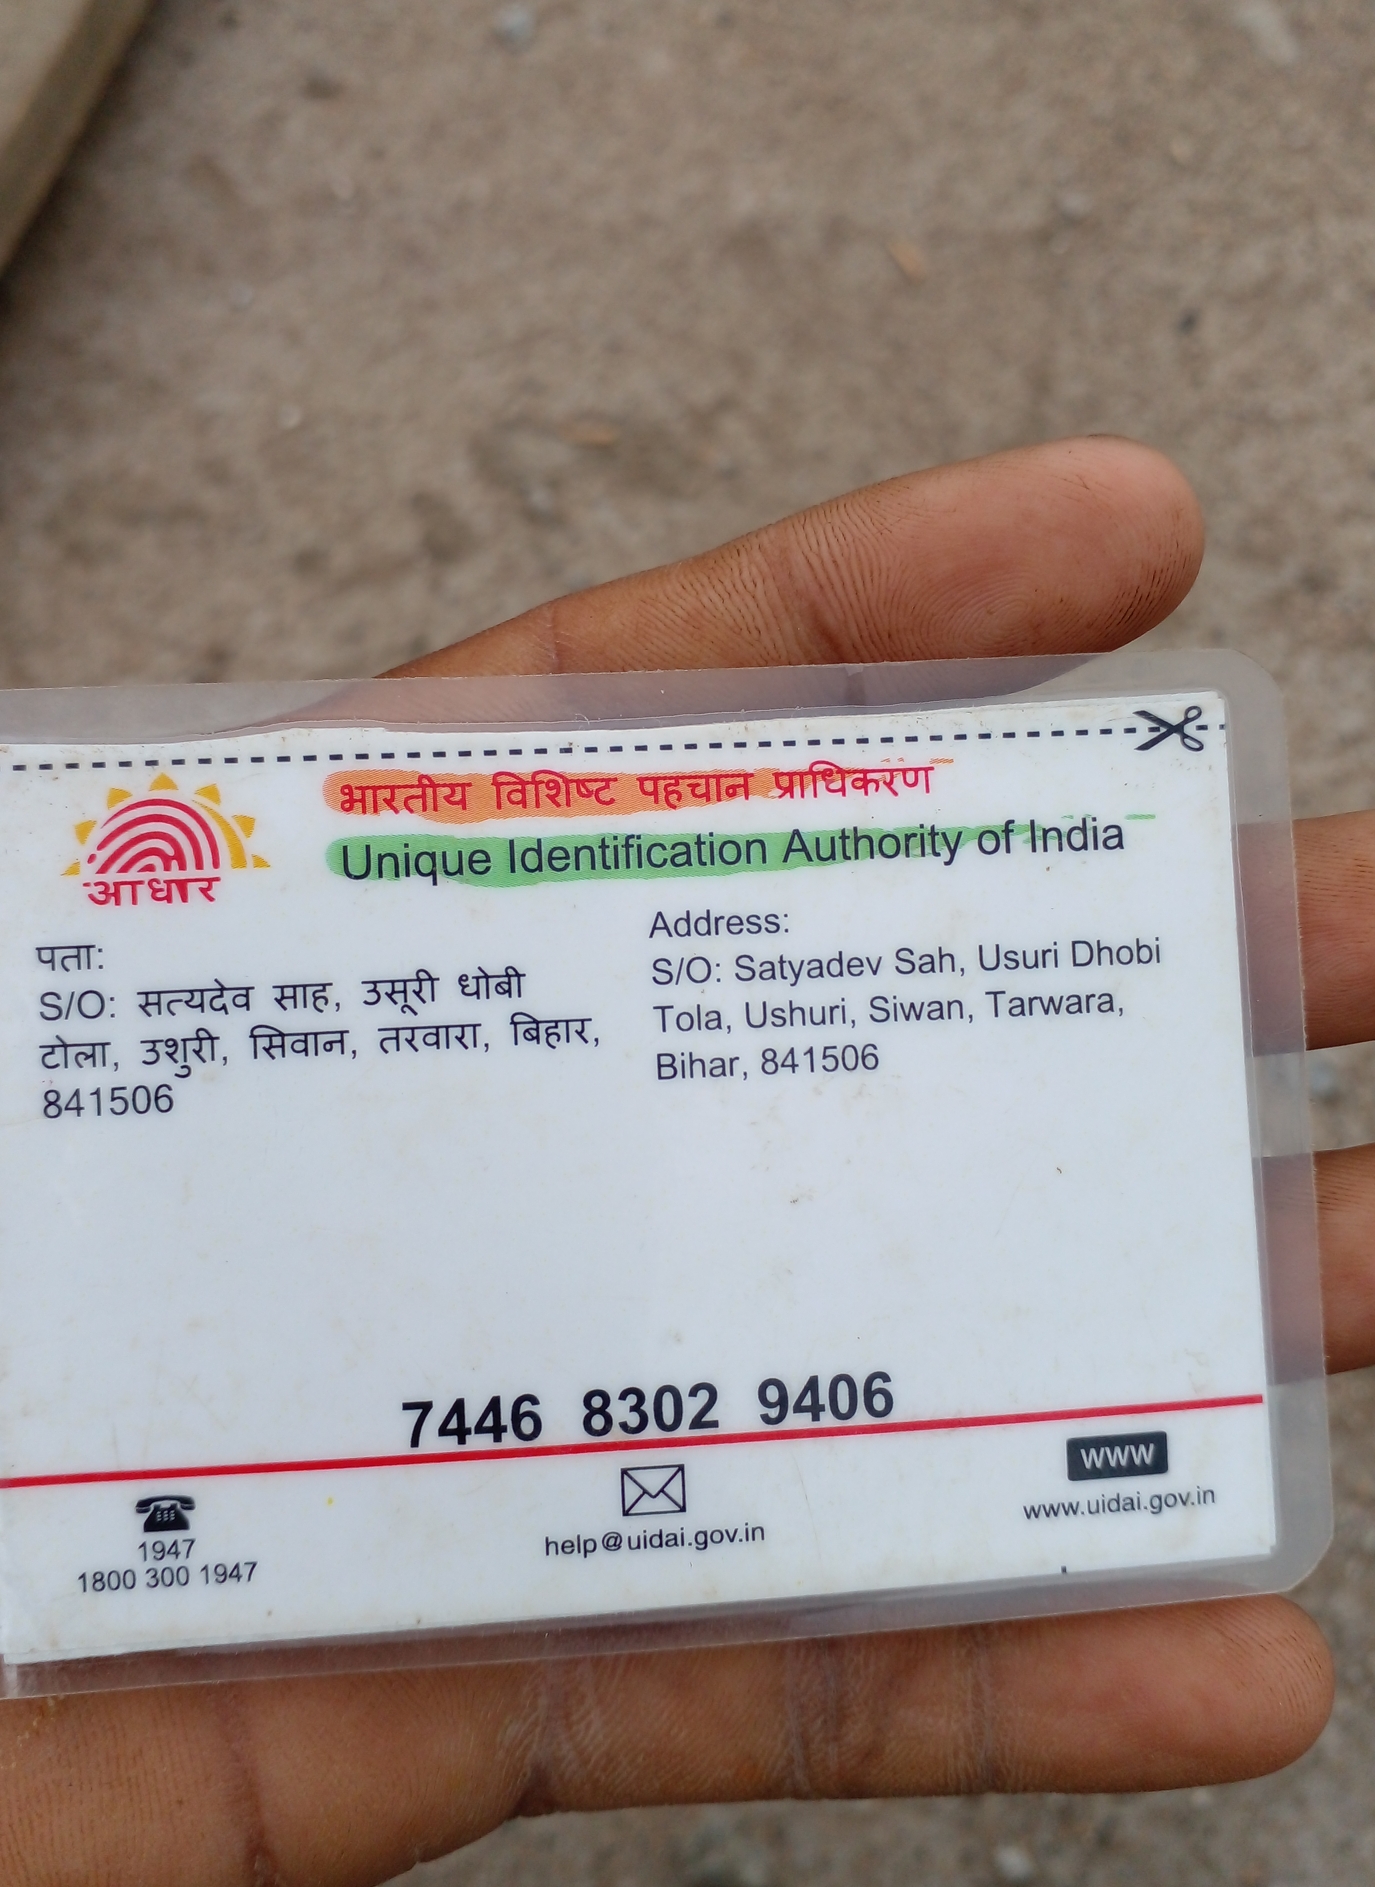 भारतीय विशिष्ट पहचान प्राधिकरण
Unique Identification Authority of India
आधार
पता:
S/O: सत्यदेव साह, उसूरी धोबी
टोला, उशुरी, सिवान, तरवारा, बिहार,
841506
Address:
S/O: Satyadev Sah, Usuri Dhobi
Tola, Ushuri, Siwan, Tarwara,
Bihar, 841506
7446 8302 9406
1947
1800 300 1947
help@uidai.gov.in
WWW
www.uidai.gov.in